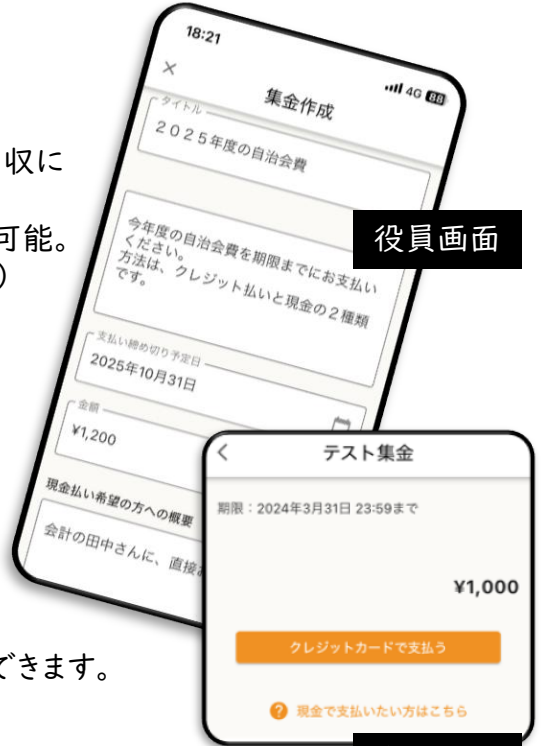 収に
可能。
)
できます。
18:21
4G 88
×
集金作成
タイトル
2025年度の自治会費
今年度の自治会費を期限までにお支払い
ください。
方法は、クレジット払いと現金の2種類
です。
支払い締め切り予定日
2025年10月31日
金額
¥1,200
現金払い希望の方への概要
会計の田中さんに、直接
役員画面
<
テスト集金
期限:2024年3月31日 23:59まで
¥1,000
クレジットカードで支払う
? 現金で支払いたい方はこちら